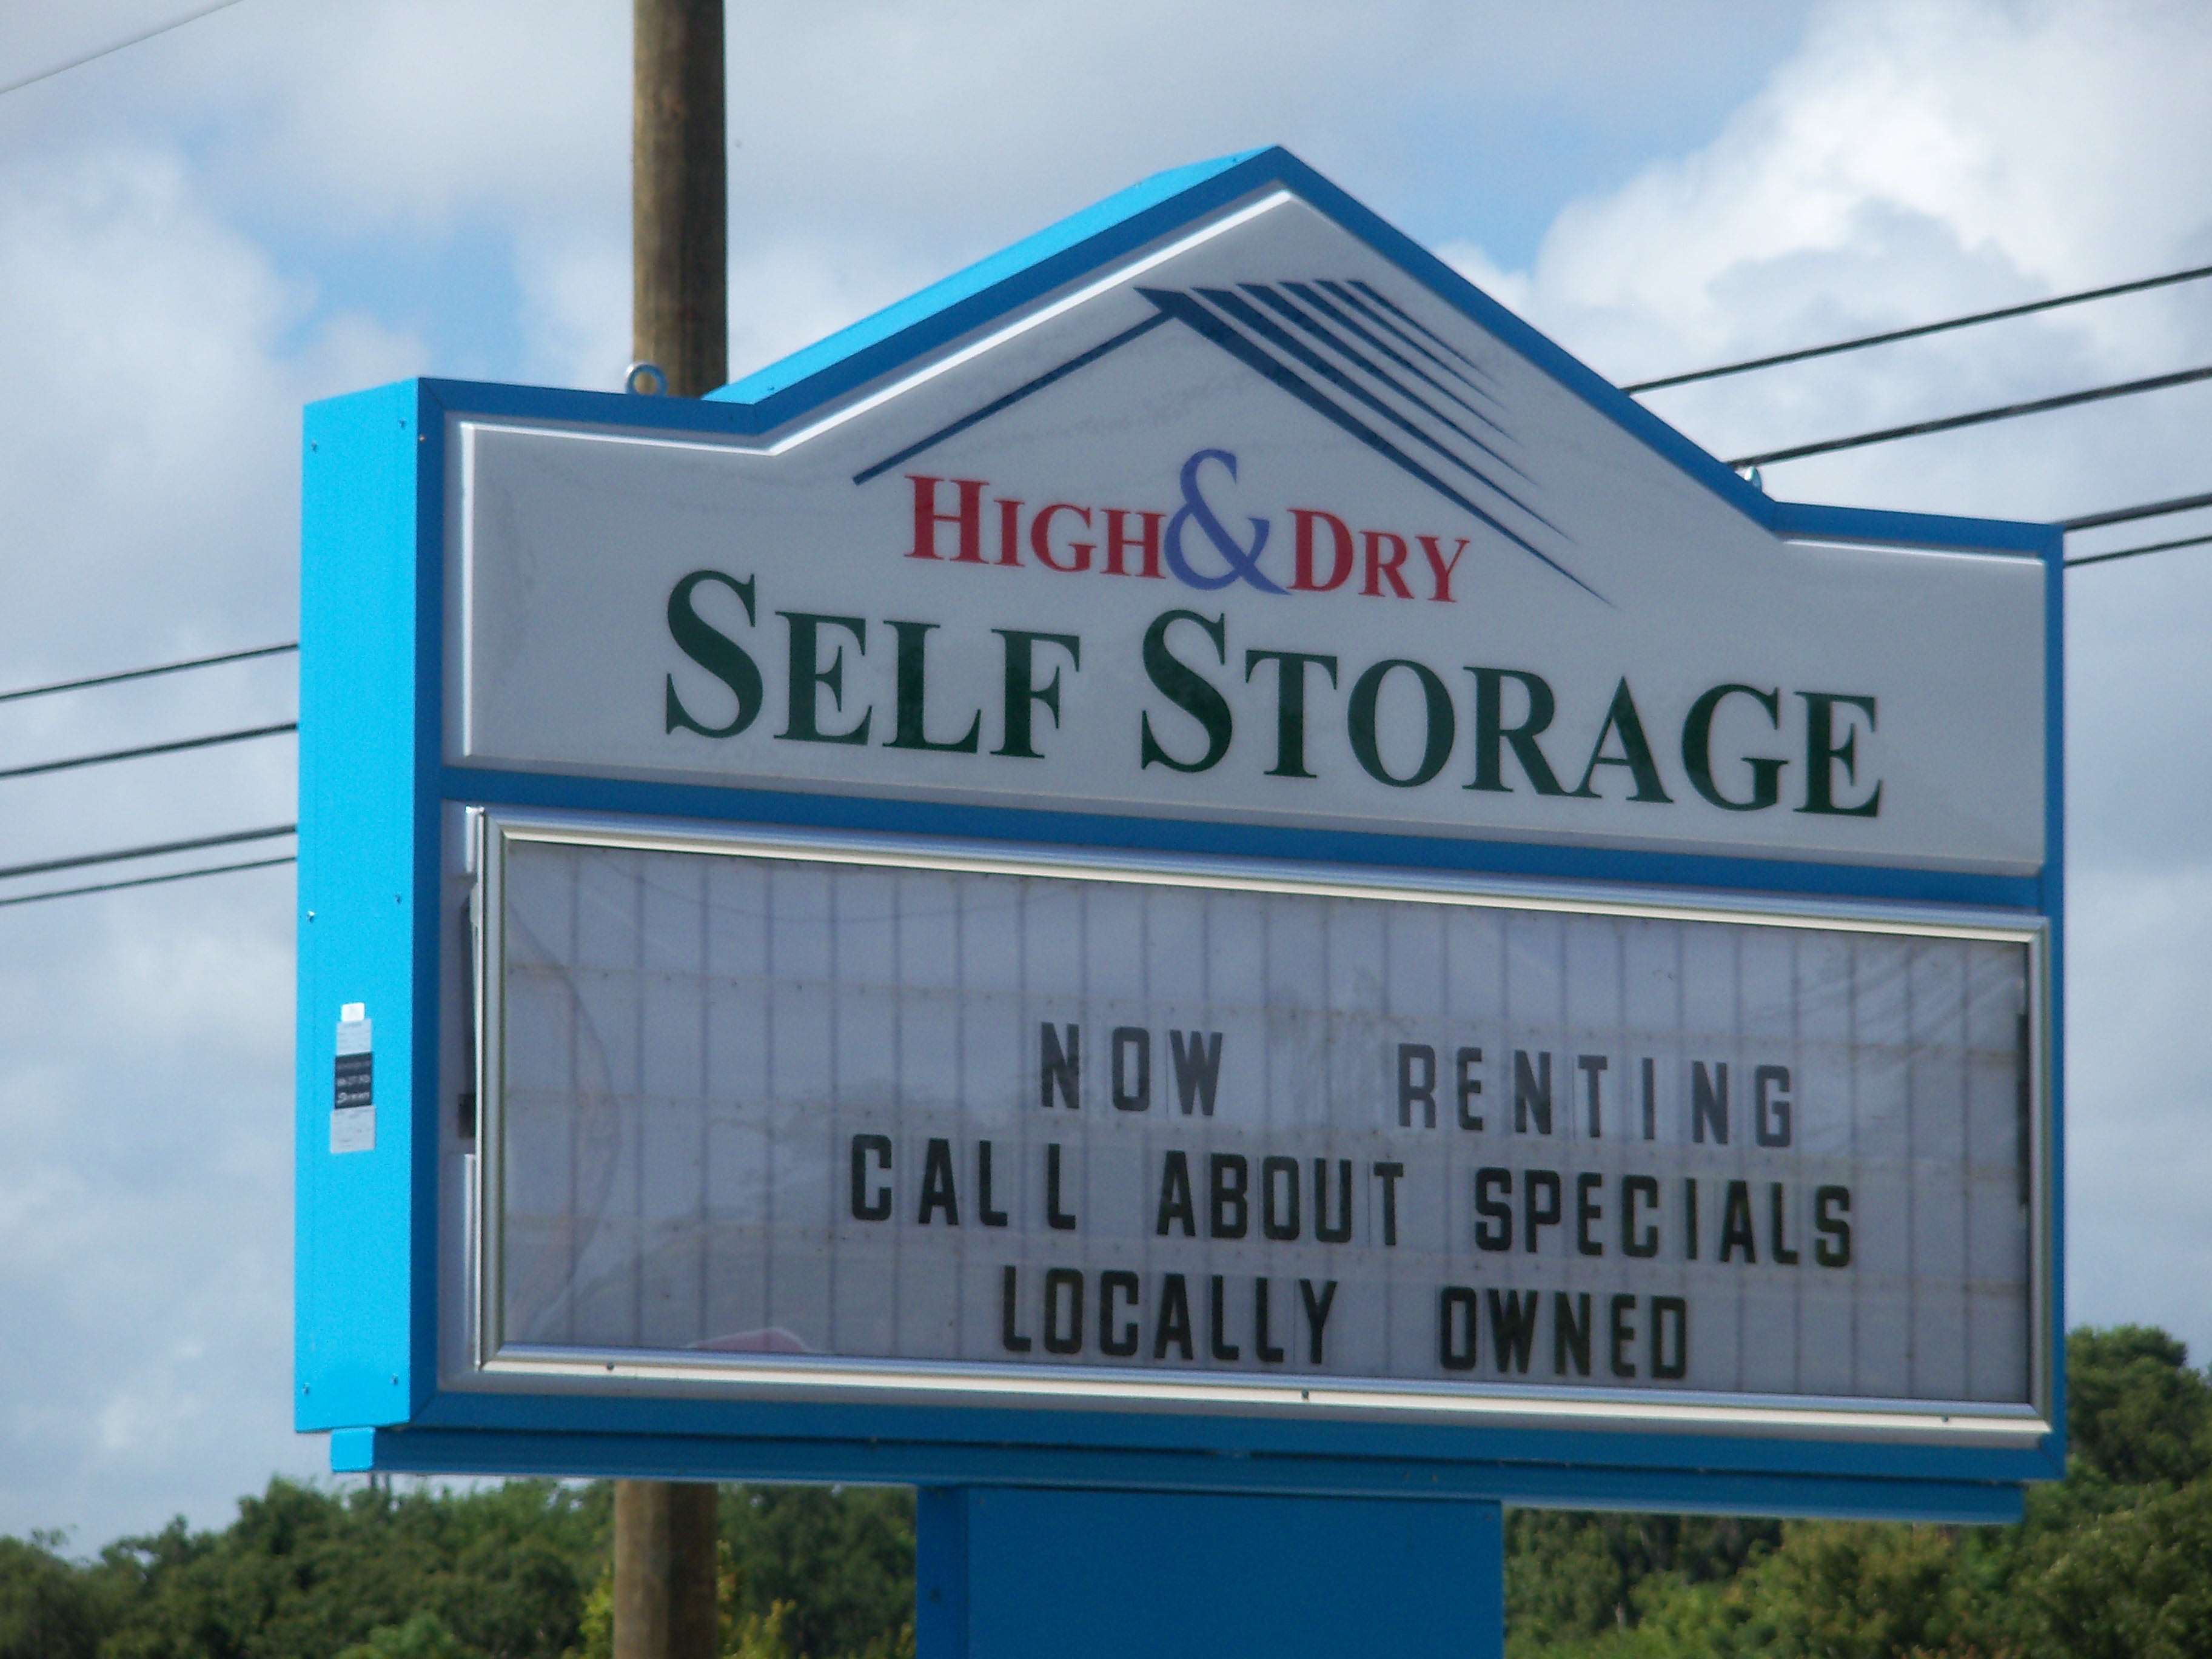 HIGH & DRY
SELF STORAGE
NOW RENTING
CALL ABOUT SPECIALS
LOCALLY OWNED